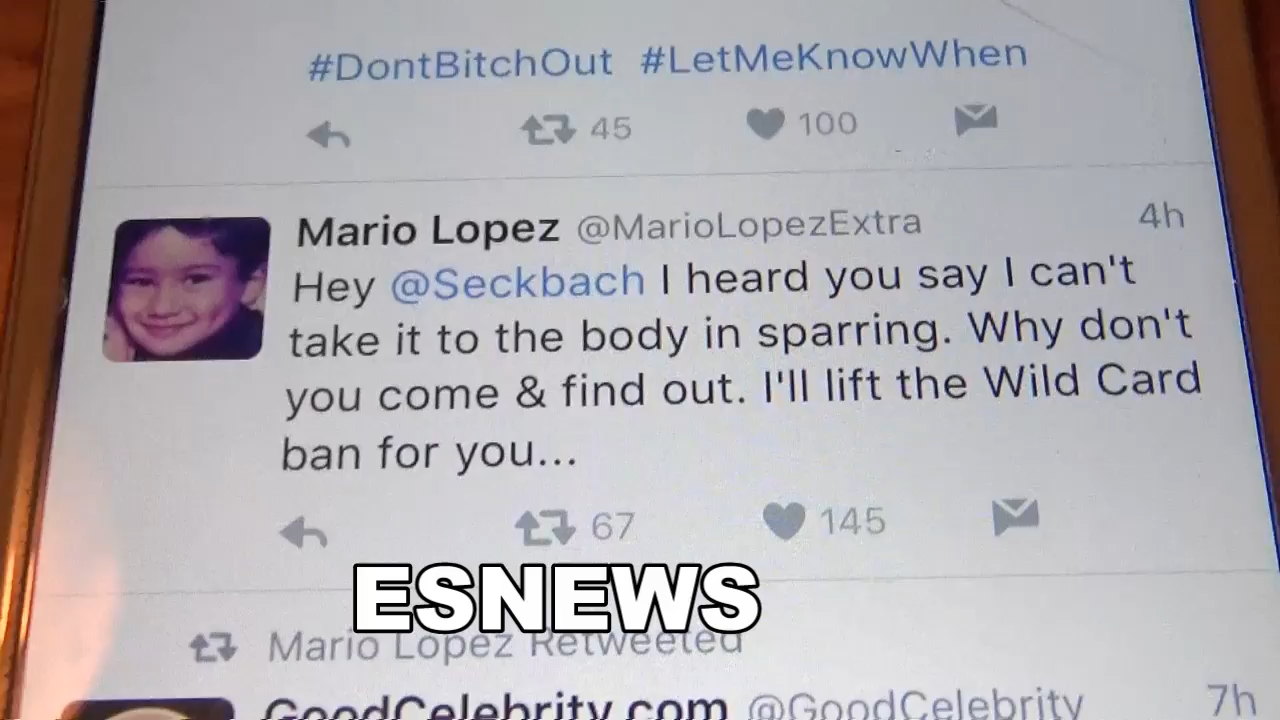 #DontBitchOut #LetMeKnowWhen
45 100
Mario Lopez @MarioLopezExtra 4h
Hey @Seckbach I heard you say I can't
take it to the body in sparring. Why don't
you come & find out. I'll lift the Wild Card
ban for you...
67 145
ESNEWS
Mario Lopez Retweeted
GoodCelebrity.com @GoodCelebrity 7h